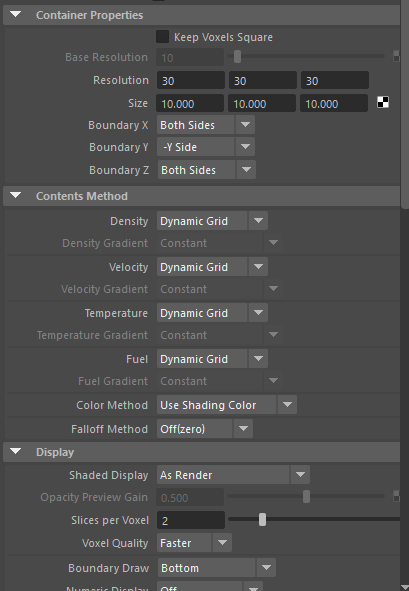 Container Properties
Keep Voxels Square
Base Resolution 10
Resolution 30 30 30
Size 10.000 10.000 10.000
Boundary X Both Sides
Boundary Y -Y Side
Boundary Z Both Sides
Contents Method
Density Dynamic Grid
Density Gradient Constant
Velocity Dynamic Grid
Velocity Gradient Constant
Temperature Dynamic Grid
Temperature Gradient Constant
Fuel Dynamic Grid
Fuel Gradient Constant
Color Method Use Shading Color
Falloff Method Off(zero)
Display
Shaded Display As Render
Opacity Preview Gain 0.500
Slices per Voxel 2
Voxel Quality Faster
Boundary Draw Bottom
Numeric Display Off